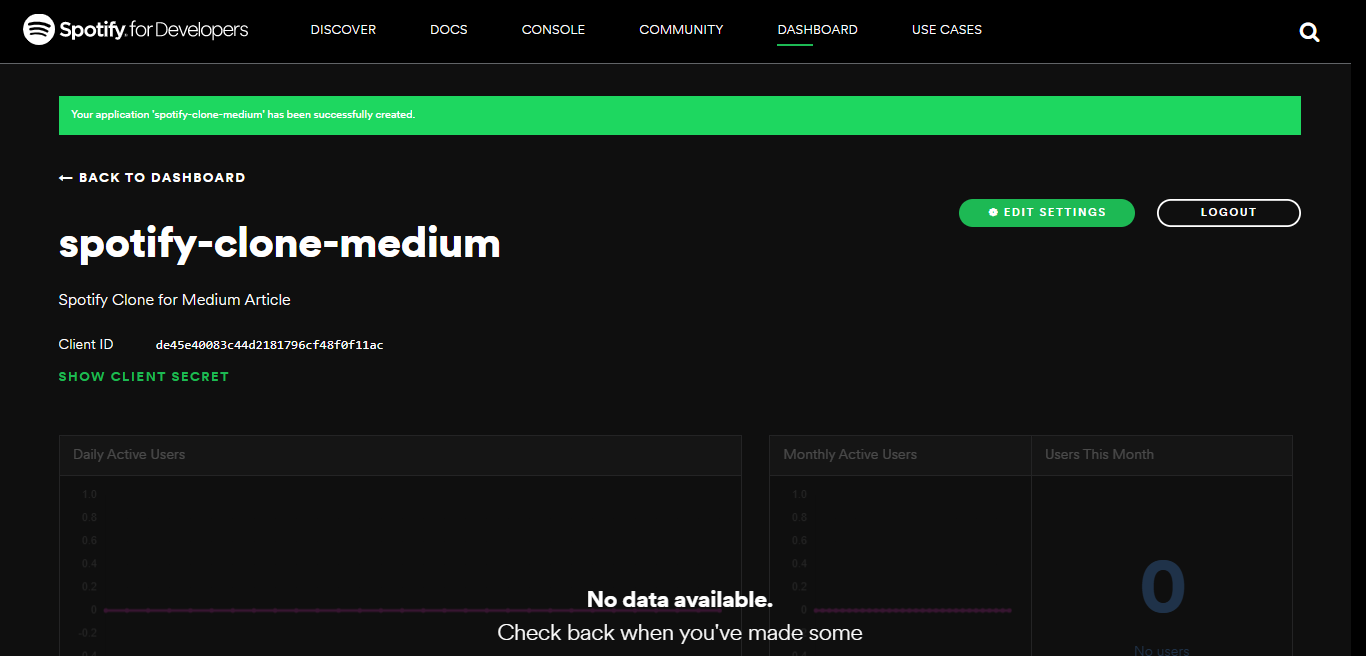 Spotify for Developers
DISCOVER
DOCS
CONSOLE
COMMUNITY
DASHBOARD
USE CASES
Your application 'spotify-clone-medium' has been successfully created.
← BACK TO DASHBOARD
EDIT SETTINGS
LOGOUT
spotify-clone-medium
Spotify Clone for Medium Article
Client ID de45e40083c44d2181796cf48f0f11ac
SHOW CLIENT SECRET
Daily Active Users
1.0
0.8
0.6
0.4
0.2
0
-0.2
0.4
Monthly Active Users
1.0
0.8
0.6
0.4
0.2
0
Users This Month
0
No users
No data available.
Check back when you've made some